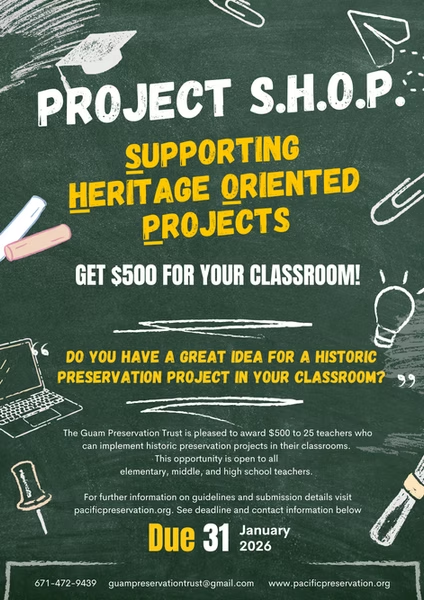 PROJECT S.H.O.P.
SUPPORTING
HERITAGE ORIENTED
PROJECTS
GET $500 FOR YOUR CLASSROOM!
“ DO YOU HAVE A GREAT IDEA FOR A HISTORIC
PRESERVATION PROJECT IN YOUR CLASSROOM? ”
The Guam Preservation Trust is pleased to award $500 to 25 teachers who
can implement historic preservation projects in their classrooms.
This opportunity is open to all
elementary, middle, and high school teachers.
For further information on guidelines and submission details visit
pacificpreservation.org. See deadline and contact information below
Due 31 January
2026
671-472-9439 guampreservationtrust@gmail.com www.pacificpreservation.org